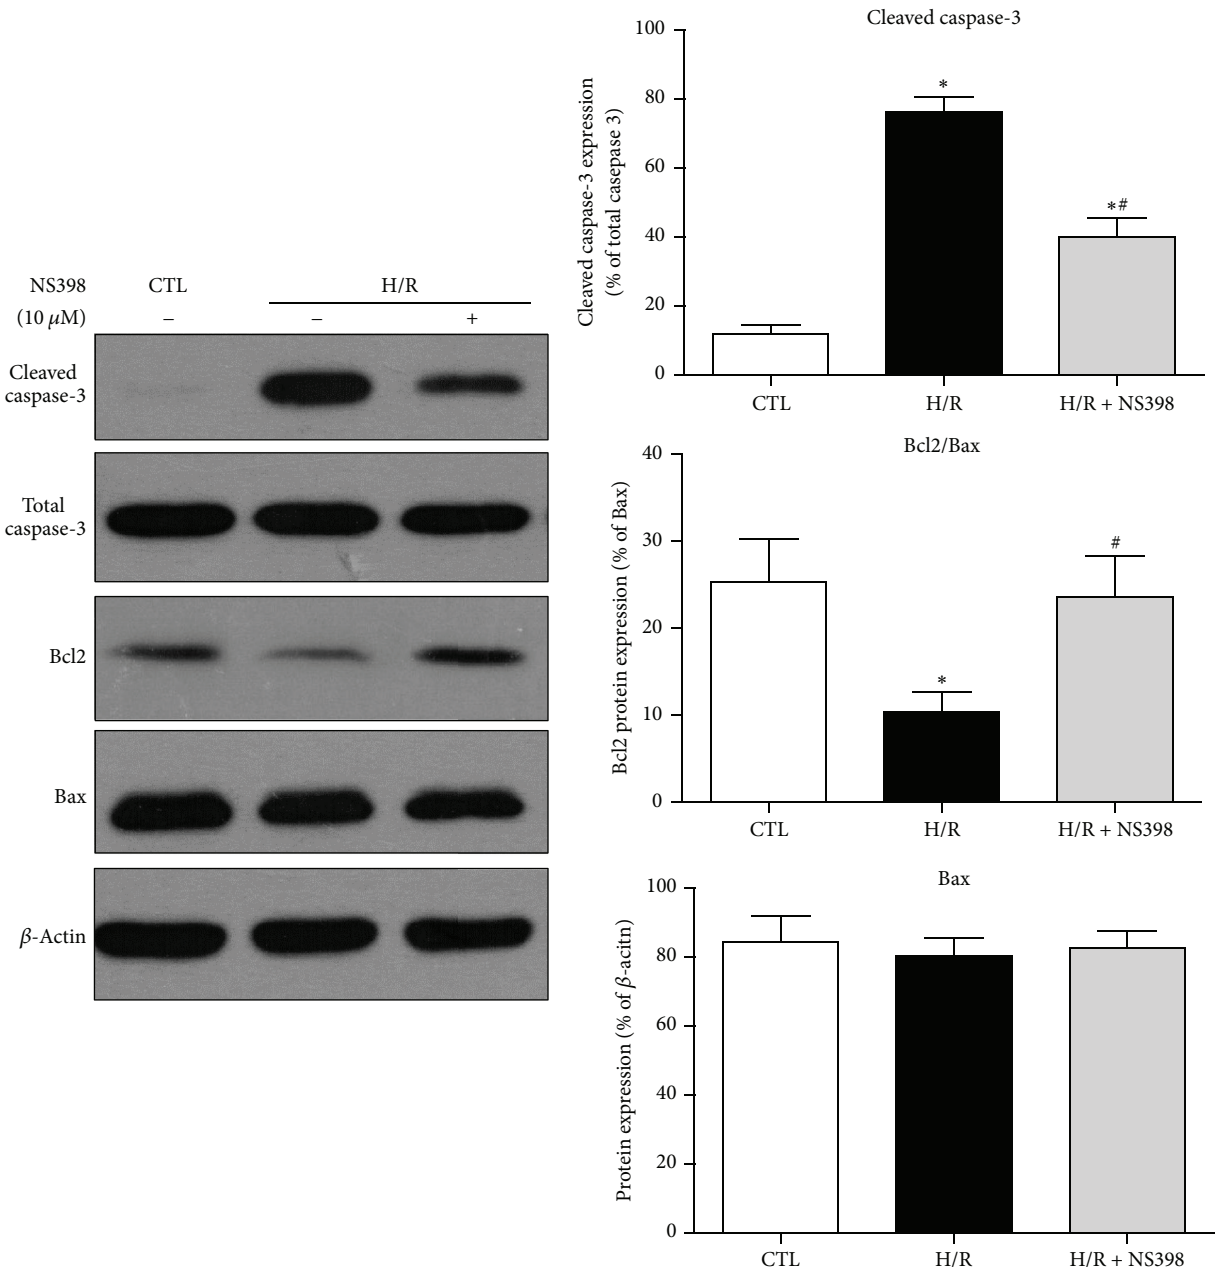 NS398 CTL H/R
(10 μM) – – +
Cleaved
caspase-3
Total
caspase-3
Bcl2
Bax
β-Actin
Cleaved caspase-3
Cleaved caspase-3 expression
(% of total casepase 3)
100
80
60
40
20
0
*
*#
CTL H/R H/R + NS398
Bcl2/Bax
Bcl2 protein expression (% of Bax)
40
30
20
10
0
*
#
CTL H/R H/R + NS398
Bax
Protein expression (% of β-acitn)
100
80
60
40
20
0
CTL H/R H/R + NS398